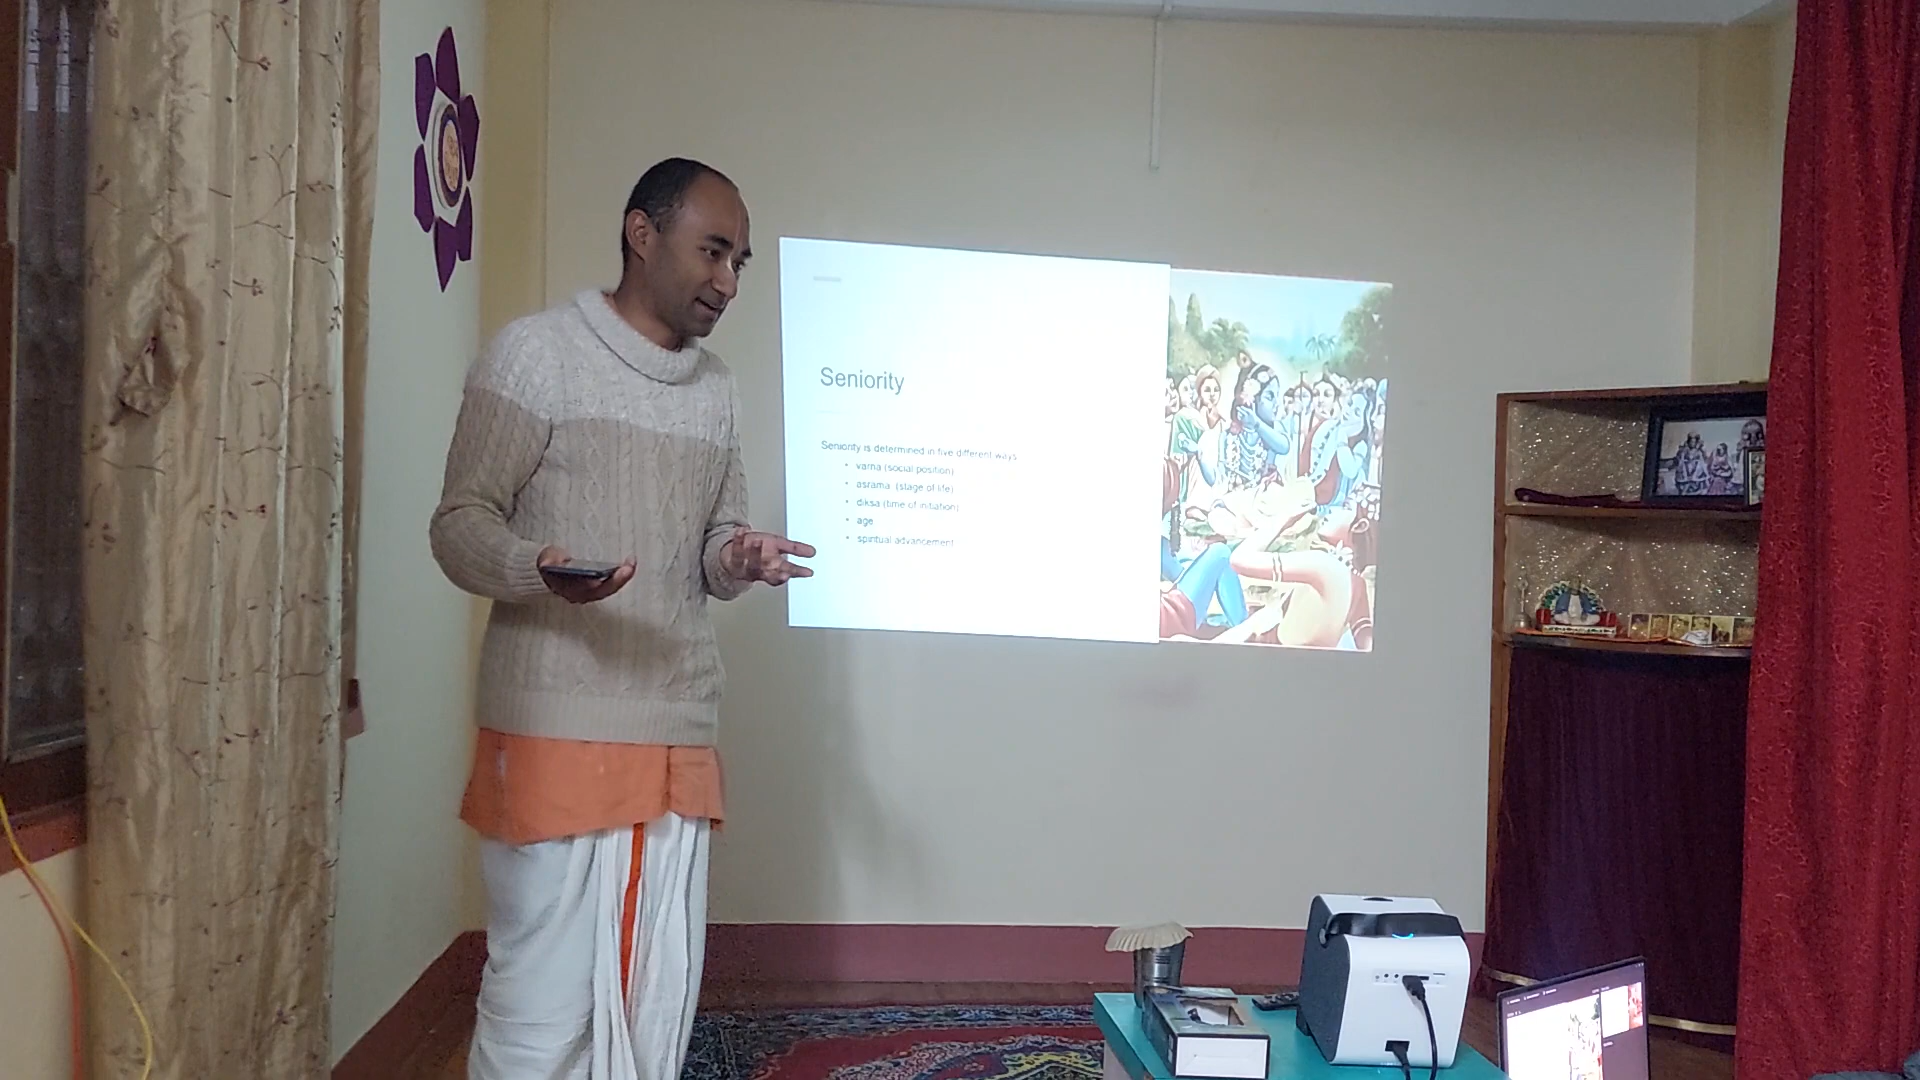 Seniority
Seniority is determined in five different ways
• varna (social position)
• asrama (stage of life)
• diksa (time of initiation)
• age
• spiritual advancement